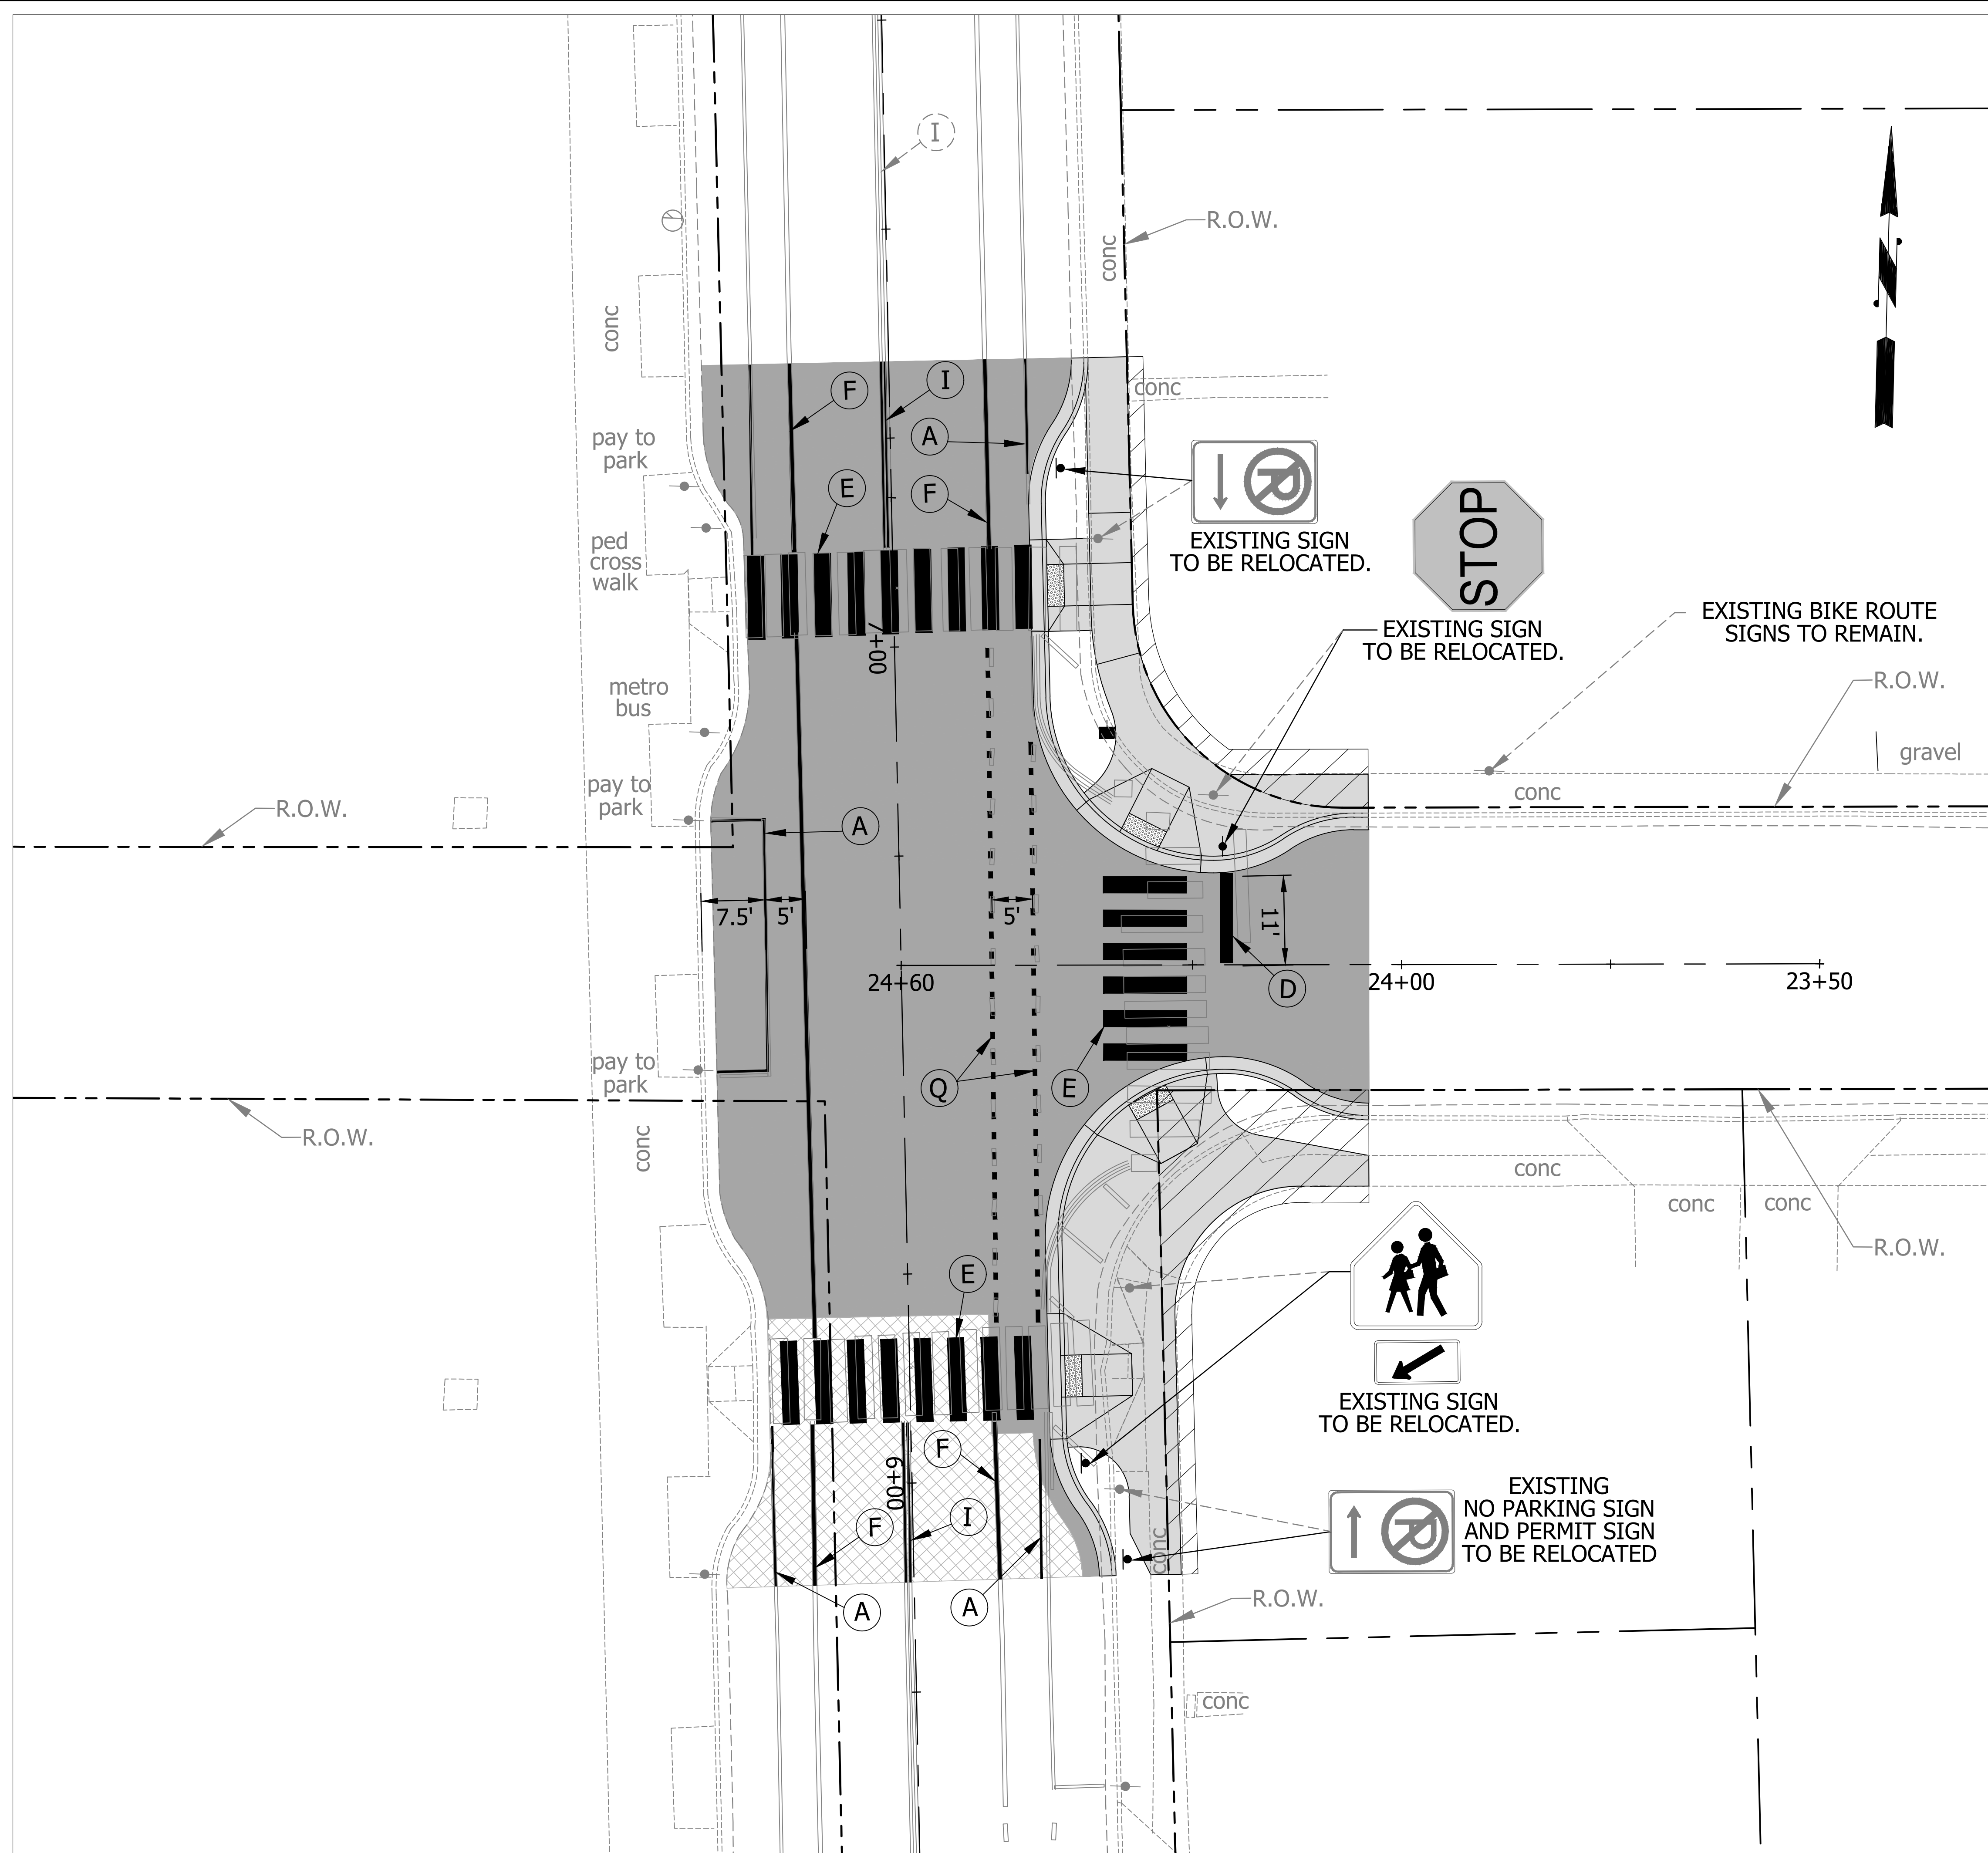 I
R.O.W.
conc
conc
conc
F
I
A
pay to
park
E
F
P
STOP
EXISTING SIGN
TO BE RELOCATED.
ped
cross
walk
EXISTING BIKE ROUTE
SIGNS TO REMAIN.
EXISTING SIGN
TO BE RELOCATED.
7+00
R.O.W.
metro
bus
gravel
pay to
park
conc
R.O.W.
A
7.5'
5'
5'
11'
24+60
D
24+00
23+50
pay to
park
Q
E
R.O.W.
conc
conc
conc
conc
R.O.W.
E
EXISTING SIGN
TO BE RELOCATED.
F
6+00
I
F
P
EXISTING
NO PARKING SIGN
AND PERMIT SIGN
TO BE RELOCATED
conc
A
A
R.O.W.
conc